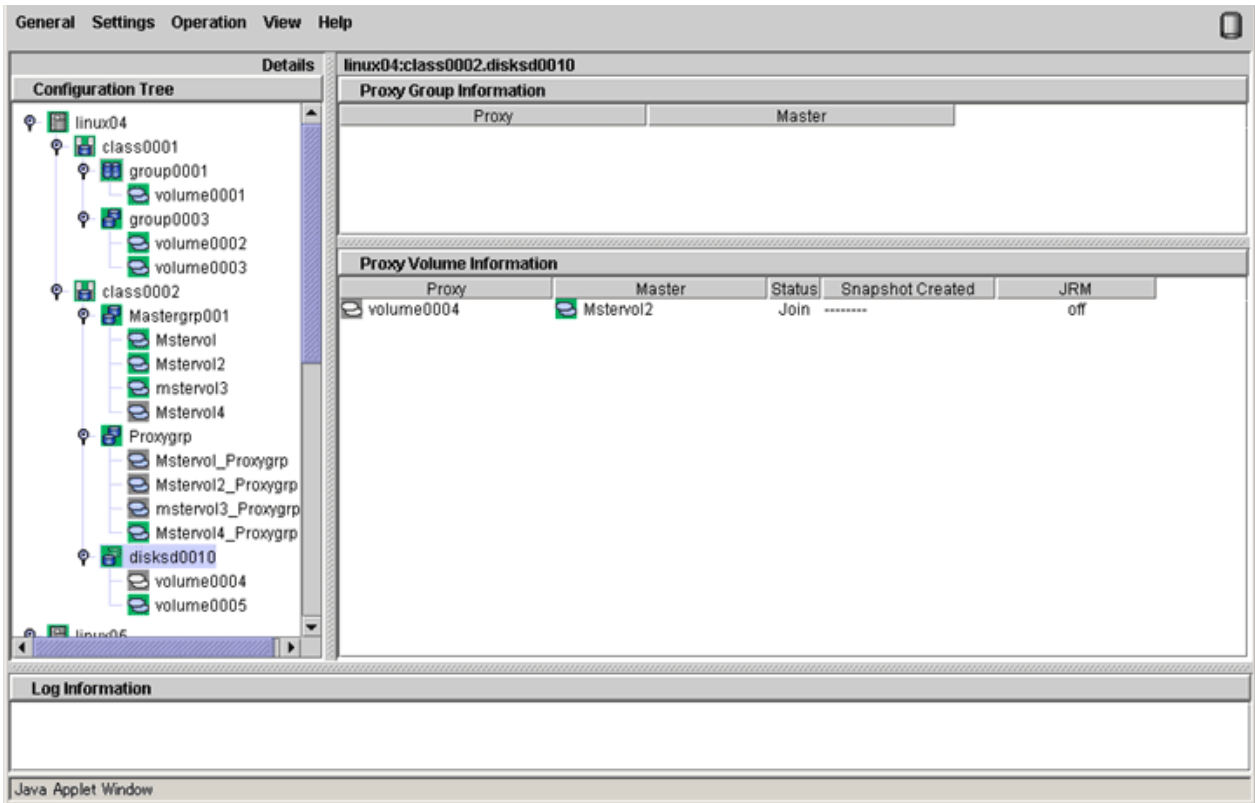 General Settings Operation View Help
Details
Configuration Tree
linux04
class0001
group0001
volume0001
group0003
volume0002
volume0003
class0002
Mastergrp001
Mstervol
Mstervol2
mstervol3
Mstervol4
Proxygrp
Mstervol_Proxygrp
Mstervol2_Proxygrp
mstervol3_Proxygrp
Mstervol4_Proxygrp
disksd0010
volume0004
volume0005
linux06
linux04:class0002.disksd0010
Proxy Group Information
Proxy Master
Proxy Volume Information
Proxy Master Status Snapshot Created JRM
volume0004 Mstervol2 Join -------- off
Log Information
Java Applet Window